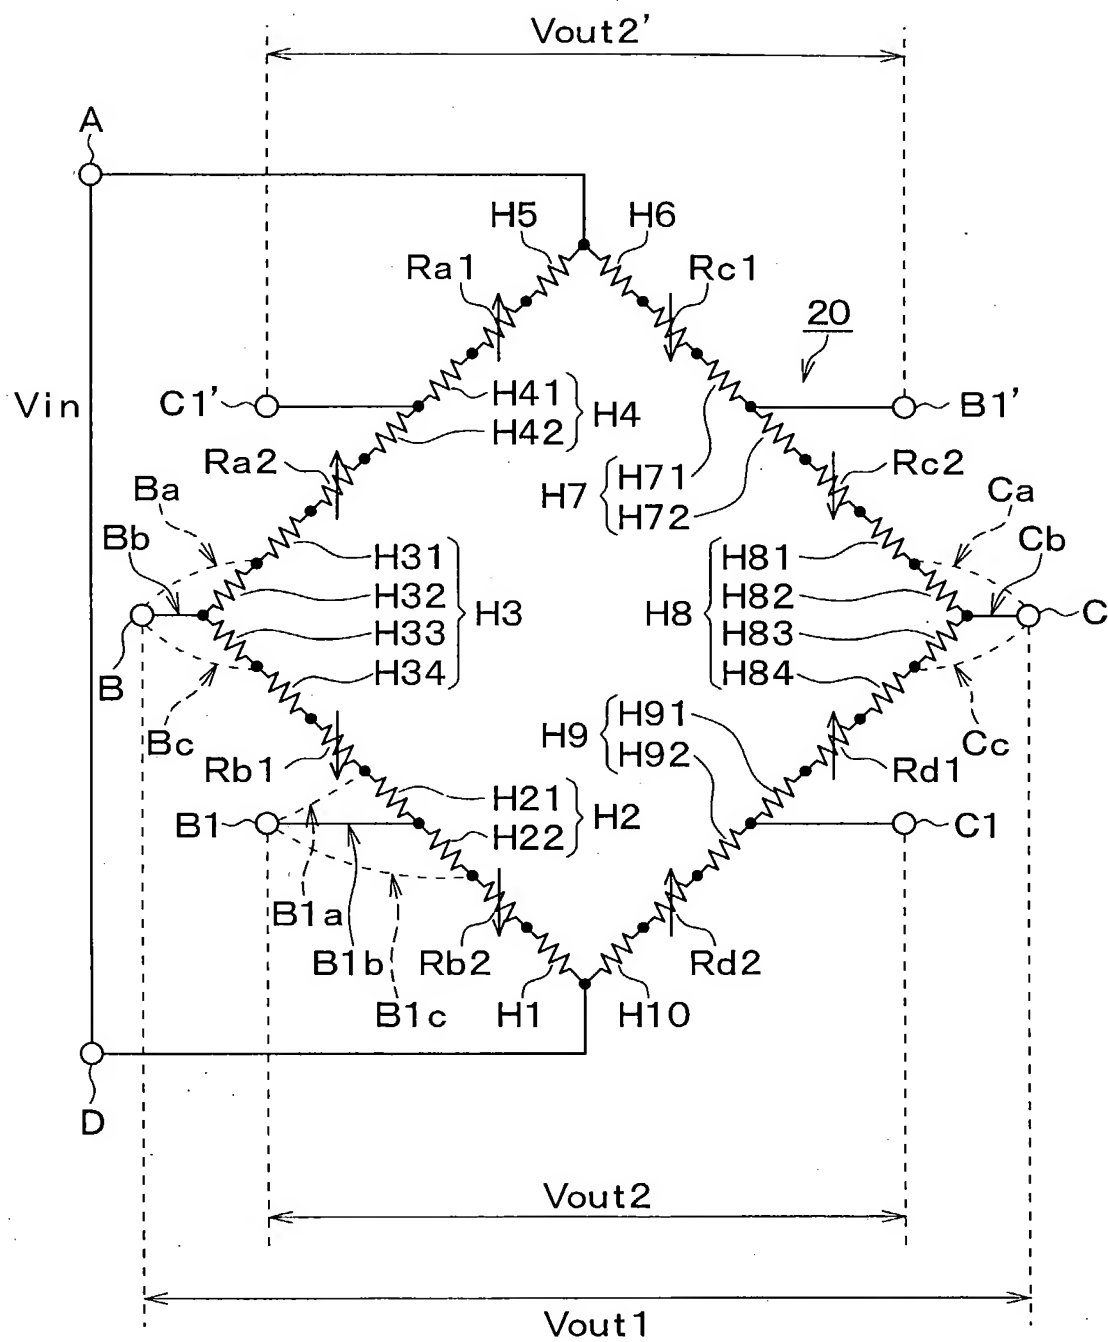 Vout2'
A
H5 H6
Ra1 Rc1
20
Vin
C1' H41 H4 B1'
H42
Ra2 H71 Rc2
H7
H72
Ba Ca
Bb Cb
H31 H81
H32 H82
H3 H8 C
H33 H83
H34 H84
B
Bc Cc
H91
H9
H92
Rb1 Rd1
H21
B1 H2 C1
H22
B1a
B1b Rb2 Rd2
B1c H1 H10
D
Vout2
Vout1